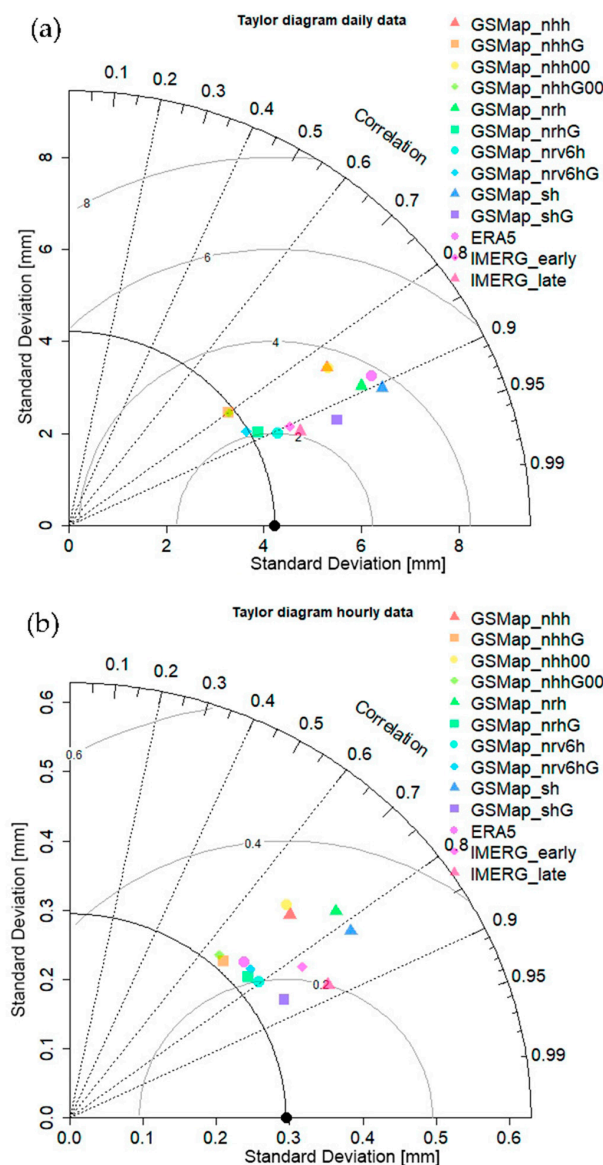 (a)
Taylor diagram daily data
GSMap_nhh
GSMap_nhhG
GSMap_nhh00
GSMap_nhhG00
GSMap_nrh
GSMap_nrhG
GSMap_nrv6h
GSMap_nrv6hG
GSMap_sh
GSMap_shG
ERA5
IMERG_early
IMERG_late
0.1 0.2 0.3 0.4 0.5 0.6 0.7 0.8 0.9 0.95 0.99
Correlation
8 6 4 2
Standard Deviation [mm]
0 2 4 6 8
0 2 4 6 8
Standard Deviation [mm]
(b)
Taylor diagram hourly data
GSMap_nhh
GSMap_nhhG
GSMap_nhh00
GSMap_nhhG00
GSMap_nrh
GSMap_nrhG
GSMap_nrv6h
GSMap_nrv6hG
GSMap_sh
GSMap_shG
ERA5
IMERG_early
IMERG_late
0.1 0.2 0.3 0.4 0.5 0.6 0.7 0.8 0.9 0.95 0.99
Correlation
0.6 0.4 0.2
Standard Deviation [mm]
0.0 0.1 0.2 0.3 0.4 0.5 0.6
0.0 0.1 0.2 0.3 0.4 0.5 0.6
Standard Deviation [mm]